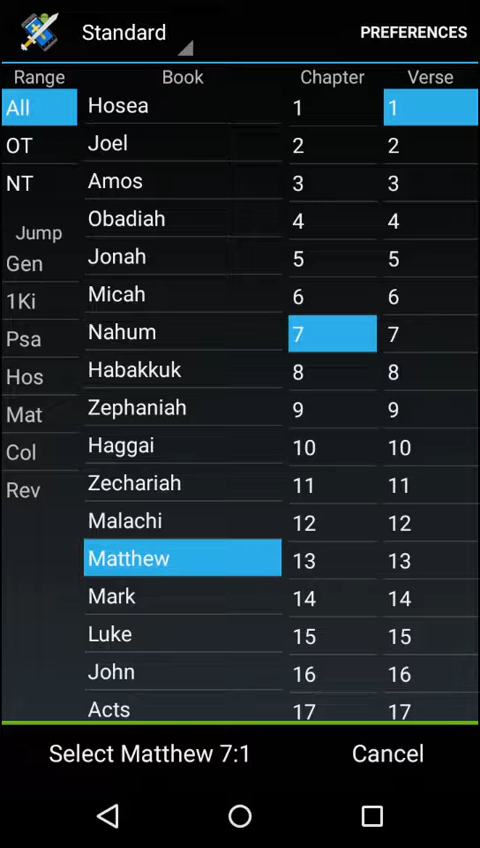 Standard
PREFERENCES
Range Book Chapter Verse
All Hosea 1 1
OT Joel 2 2
NT Amos 3 3
Obadiah 4 4
Jump
Gen Jonah 5 5
1Ki Micah 6 6
Psa Nahum 7 7
Hos Habakkuk 8 8
Mat Zephaniah 9 9
Col Haggai 10 10
Rev Zechariah 11 11
Malachi 12 12
Matthew 13 13
Mark 14 14
Luke 15 15
John 16 16
Acts 17 17
Select Matthew 7:1 Cancel